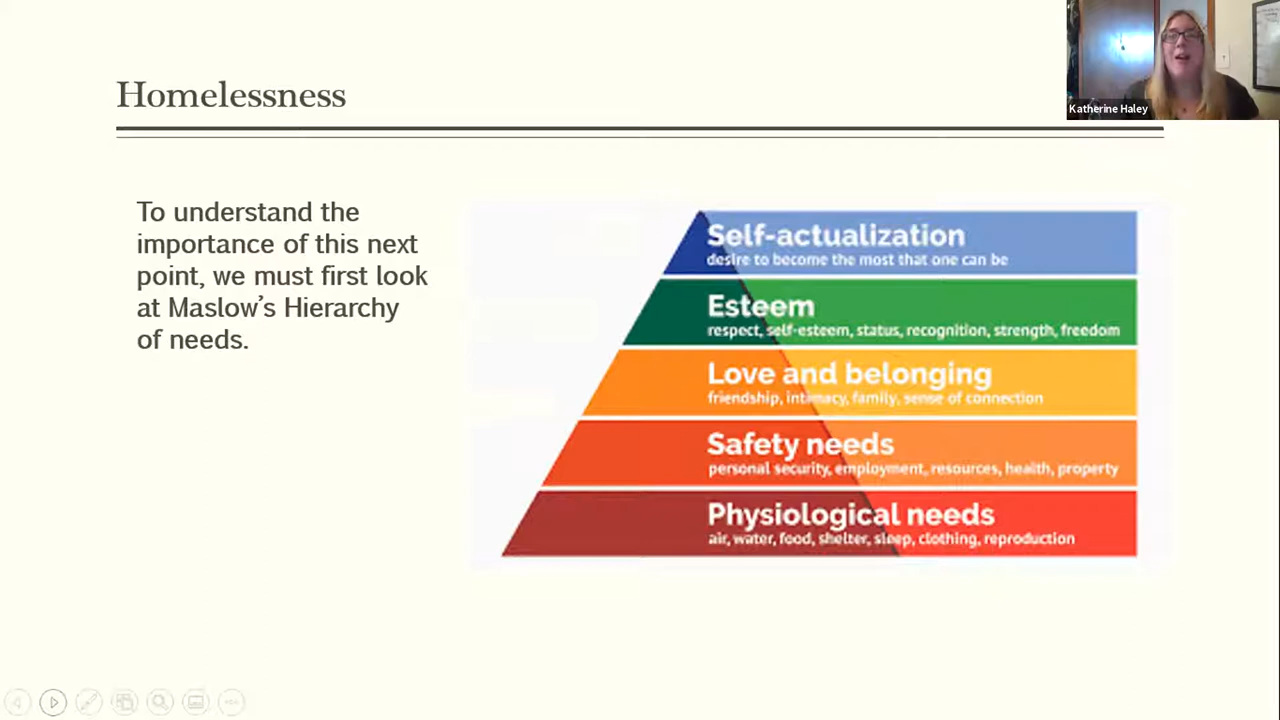 Homelessness
Katherine Haley
To understand the
importance of this next
point, we must first look
at Maslow’s Hierarchy
of needs.
Self-actualization
desire to become the most that one can be
Esteem
respect, self-esteem, status, recognition, strength, freedom
Love and belonging
friendship, intimacy, family, sense of connection
Safety needs
personal security, employment, resources, health, property
Physiological needs
air, water, food, shelter, sleep, clothing, reproduction